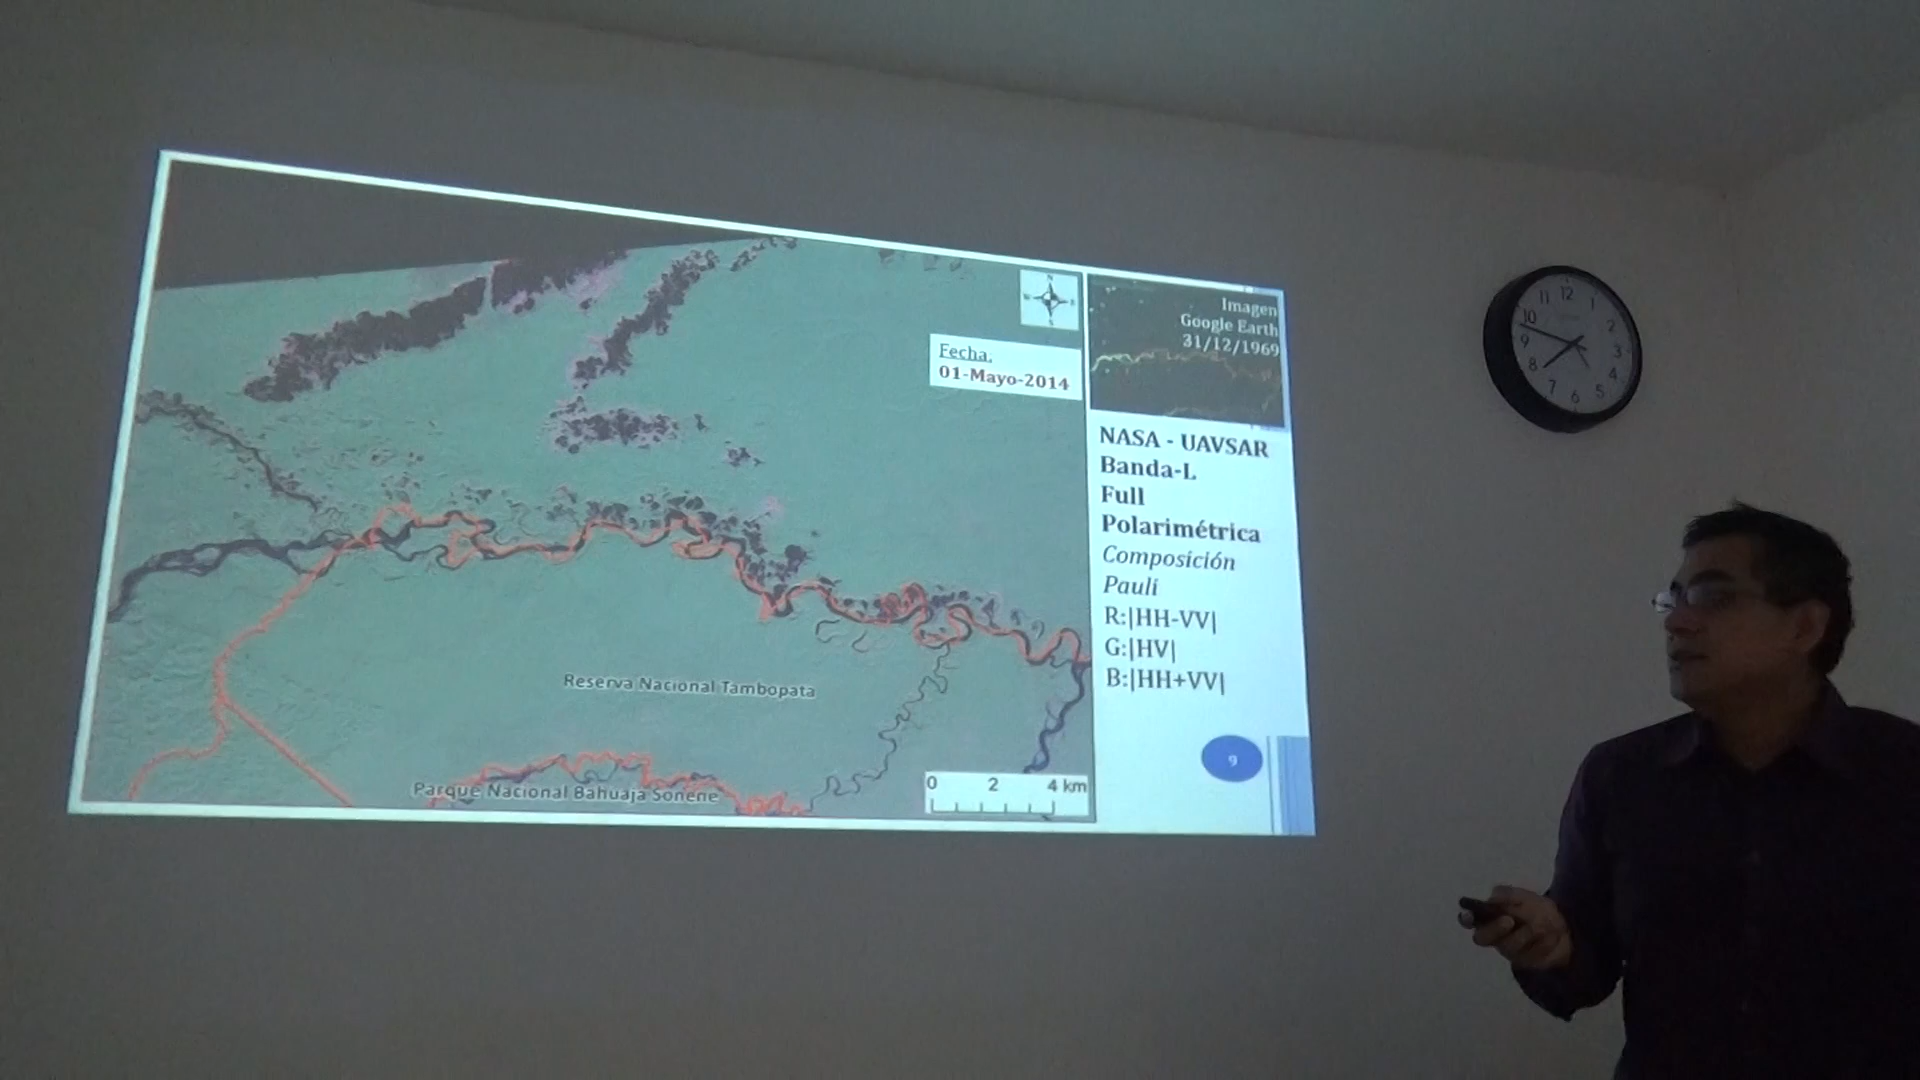 Fecha.
01-Mayo-2014
Reserva Nacional Tambopata
Parque Nacional Bahuaja Sonene
0 2 4 km
Imagen
Google Earth
31/12/1969
NASA - UAVSAR
Banda-L
Full
Polarimétrica
Composición
Pauli
R:|HH-VV|
G:|HV|
B:|HH+VV|
9
12
1
2
3
4
5
6
7
8
9
10
11